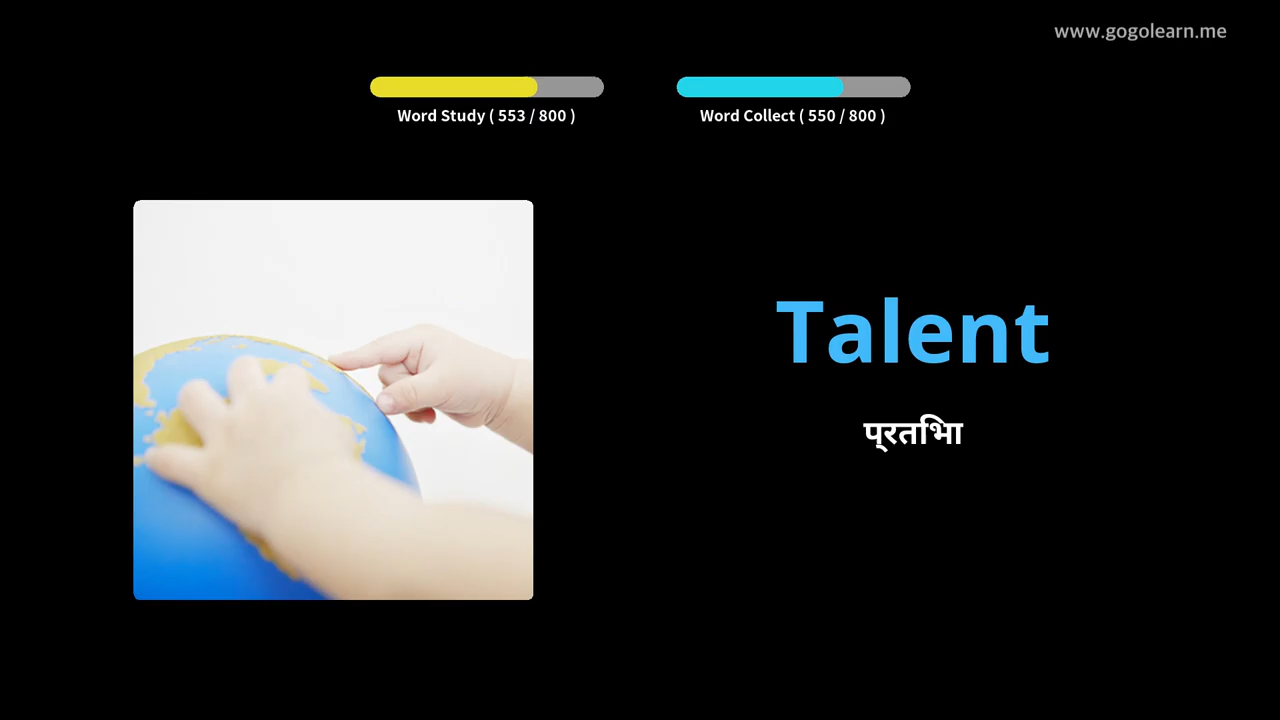 www.gogolearn.me
Word Study ( 553 / 800 )
Word Collect ( 550 / 800 )
Talent
प्रतिभा